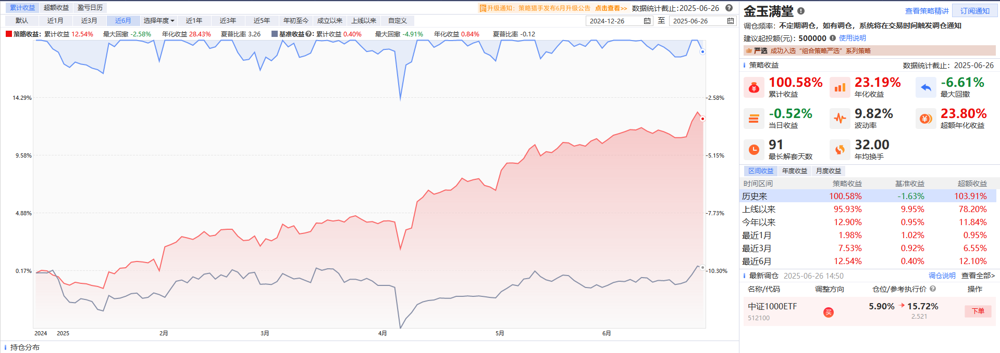 累计收益 超额收益 盈亏日历
新 升级通知：策略猎手发布6月升级公告 点击查看>> 数据统计截止:2025-06-26
默认 近1月 近3月 近6月 选择年度 近1年 近3年 近5年 年初至今 成立以来 上线以来 自定义
2024-12-26 至 2025-06-26
策略收益: 累计收益 12.54% 最大回撤 -2.58% 年化收益 28.43% 夏普比率 3.26 基准收益 : 累计收益 0.40% 最大回撤 -4.91% 年化收益 0.84% 夏普比率 -0.12
14.29% -2.58%
9.58% -5.15%
4.88% -7.73%
0.17% -10.30%
2024 2025 2月 3月 4月 5月 6月
持仓分布
金玉满堂 查看策略精讲 订阅通知
调仓频率: 不定期调仓，如有调仓，系统将在交易时间触发调仓通知
建议起投额(元): 500000 使用说明
严选 成功入选“组合策略严选”系列策略
策略收益 数据统计截止：2025-06-26
100.58% 23.19% -6.61%
累计收益 年化收益 最大回撤
-0.52% 9.82% 23.80%
当日收益 波动率 超额年化收益
91 32.00
最长解套天数 年均换手
区间收益 年度收益 月度收益
时间区间 策略收益 基准收益 超额收益
历史来 100.58% -1.63% 103.91%
上线以来 95.93% 9.95% 78.20%
今年以来 12.90% 0.95% 11.84%
最近1月 1.98% 1.02% 0.95%
最近3月 7.53% 0.92% 6.55%
最近6月 12.54% 0.40% 12.10%
最新调仓 2025-06-26 14:50 调仓说明 查看全部>
名称/代码 调整方向 仓位/参考执行价 操作
中证1000ETF 买 5.90% 15.72% 下单
512100 2.521